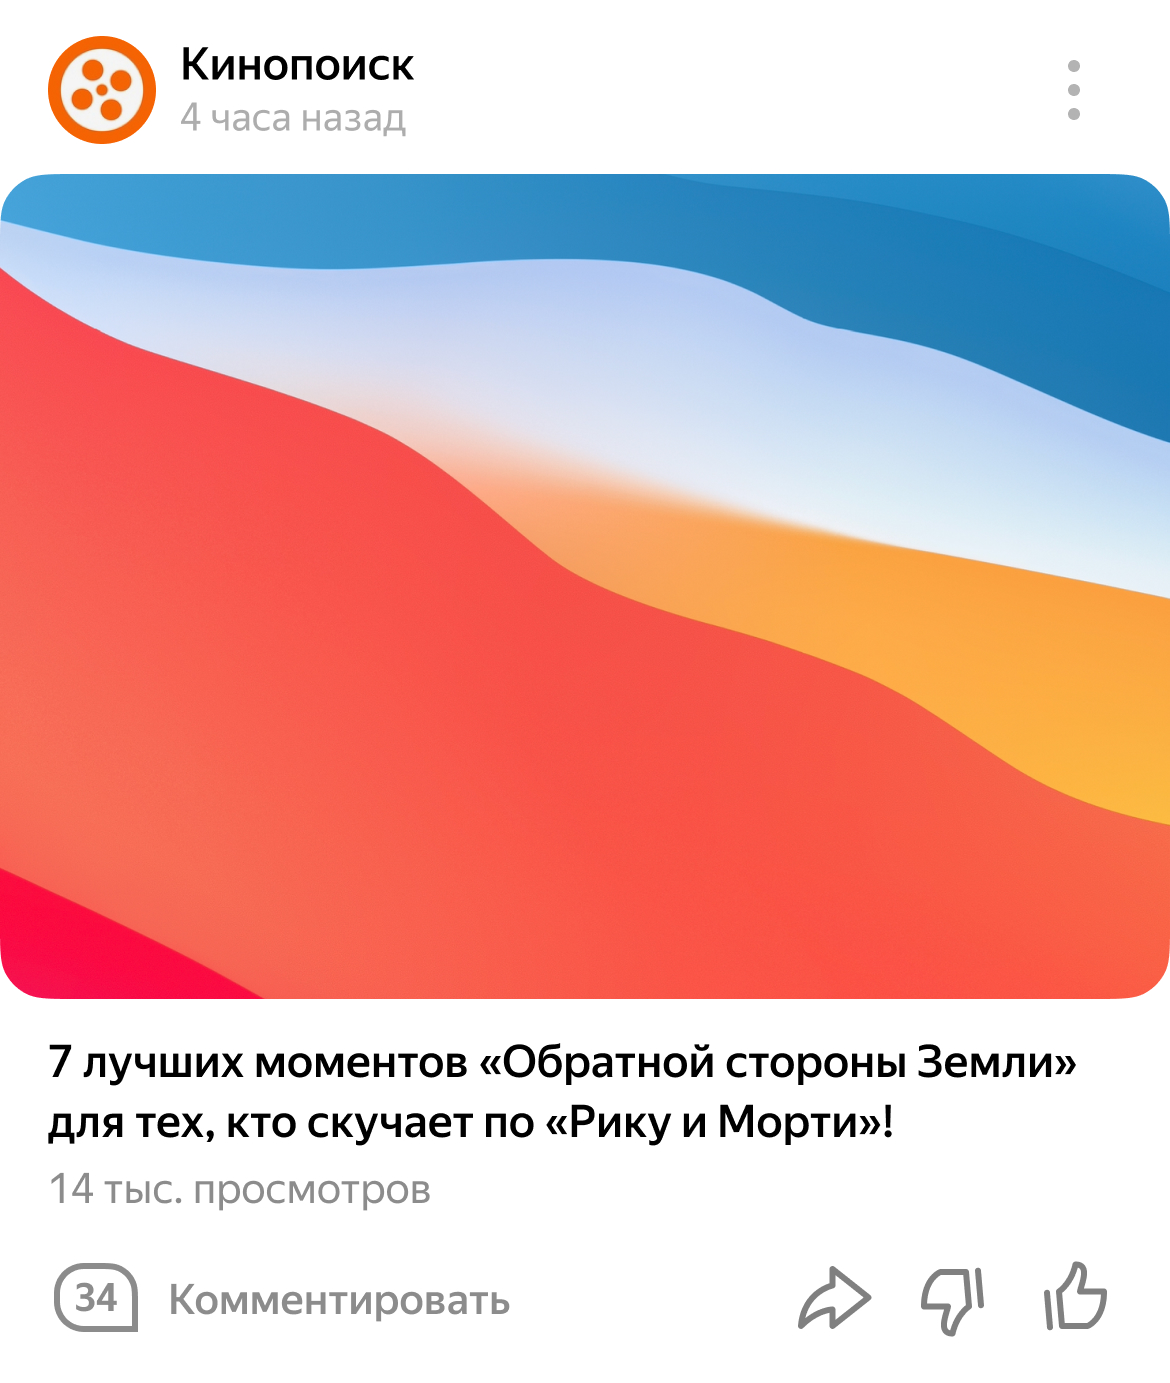 Кинопоиск
4 часа назад
7 лучших моментов «Обратной стороны Земли»
для тех, кто скучает по «Рику и Морти»!
14 тыс. просмотров
34 Комментировать